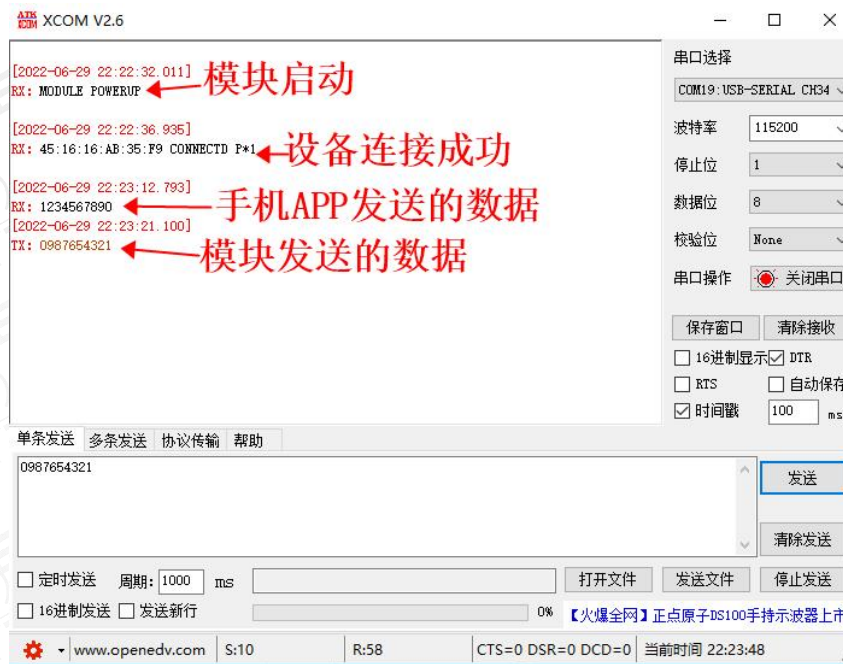 ATK XCOM XCOM V2.6
[2022-06-29 22:22:32.011]
RX: MODULE POWERUP
模块启动
[2022-06-29 22:22:36.935]
RX: 45:16:16:AB:35:F9 CONNECTD P*1
设备连接成功
[2022-06-29 22:23:12.793]
RX: 1234567890
手机APP发送的数据
[2022-06-29 22:23:21.100]
TX: 0987654321
模块发送的数据
串口选择
COM19:USB-SERIAL CH34
波特率 115200
停止位 1
数据位 8
校验位 None
串口操作 关闭串口
保存窗口 清除接收
16进制显示 DTR
RTS 自动保存
时间戳 100 ms
单条发送 多条发送 协议传输 帮助
0987654321
发送
清除发送
定时发送 周期: 1000 ms 打开文件 发送文件 停止发送
16进制发送 发送新行 0% 【火爆全网】正点原子DS100手持示波器上市
www.openedv.com S:10 R:58 CTS=0 DSR=0 DCD=0 当前时间 22:23:48